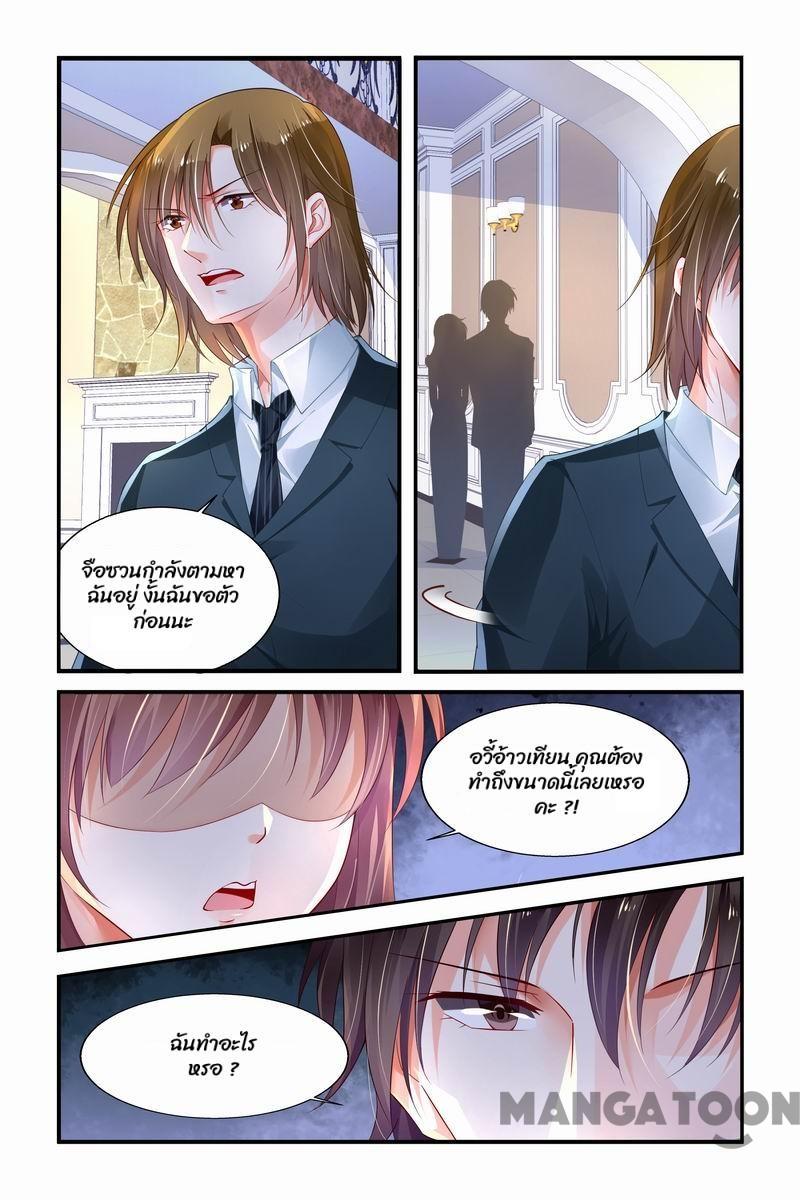 จือซวนกำลังตามหา
ฉันอยู่ งั้นฉันขอตัว
ก่อนนะ
อวี้อ้าวเทียน คุณต้อง
ทำถึงขนาดนี้เลยเหรอ
คะ ?!
ฉันทำอะไร
หรอ ?
MANGATOON